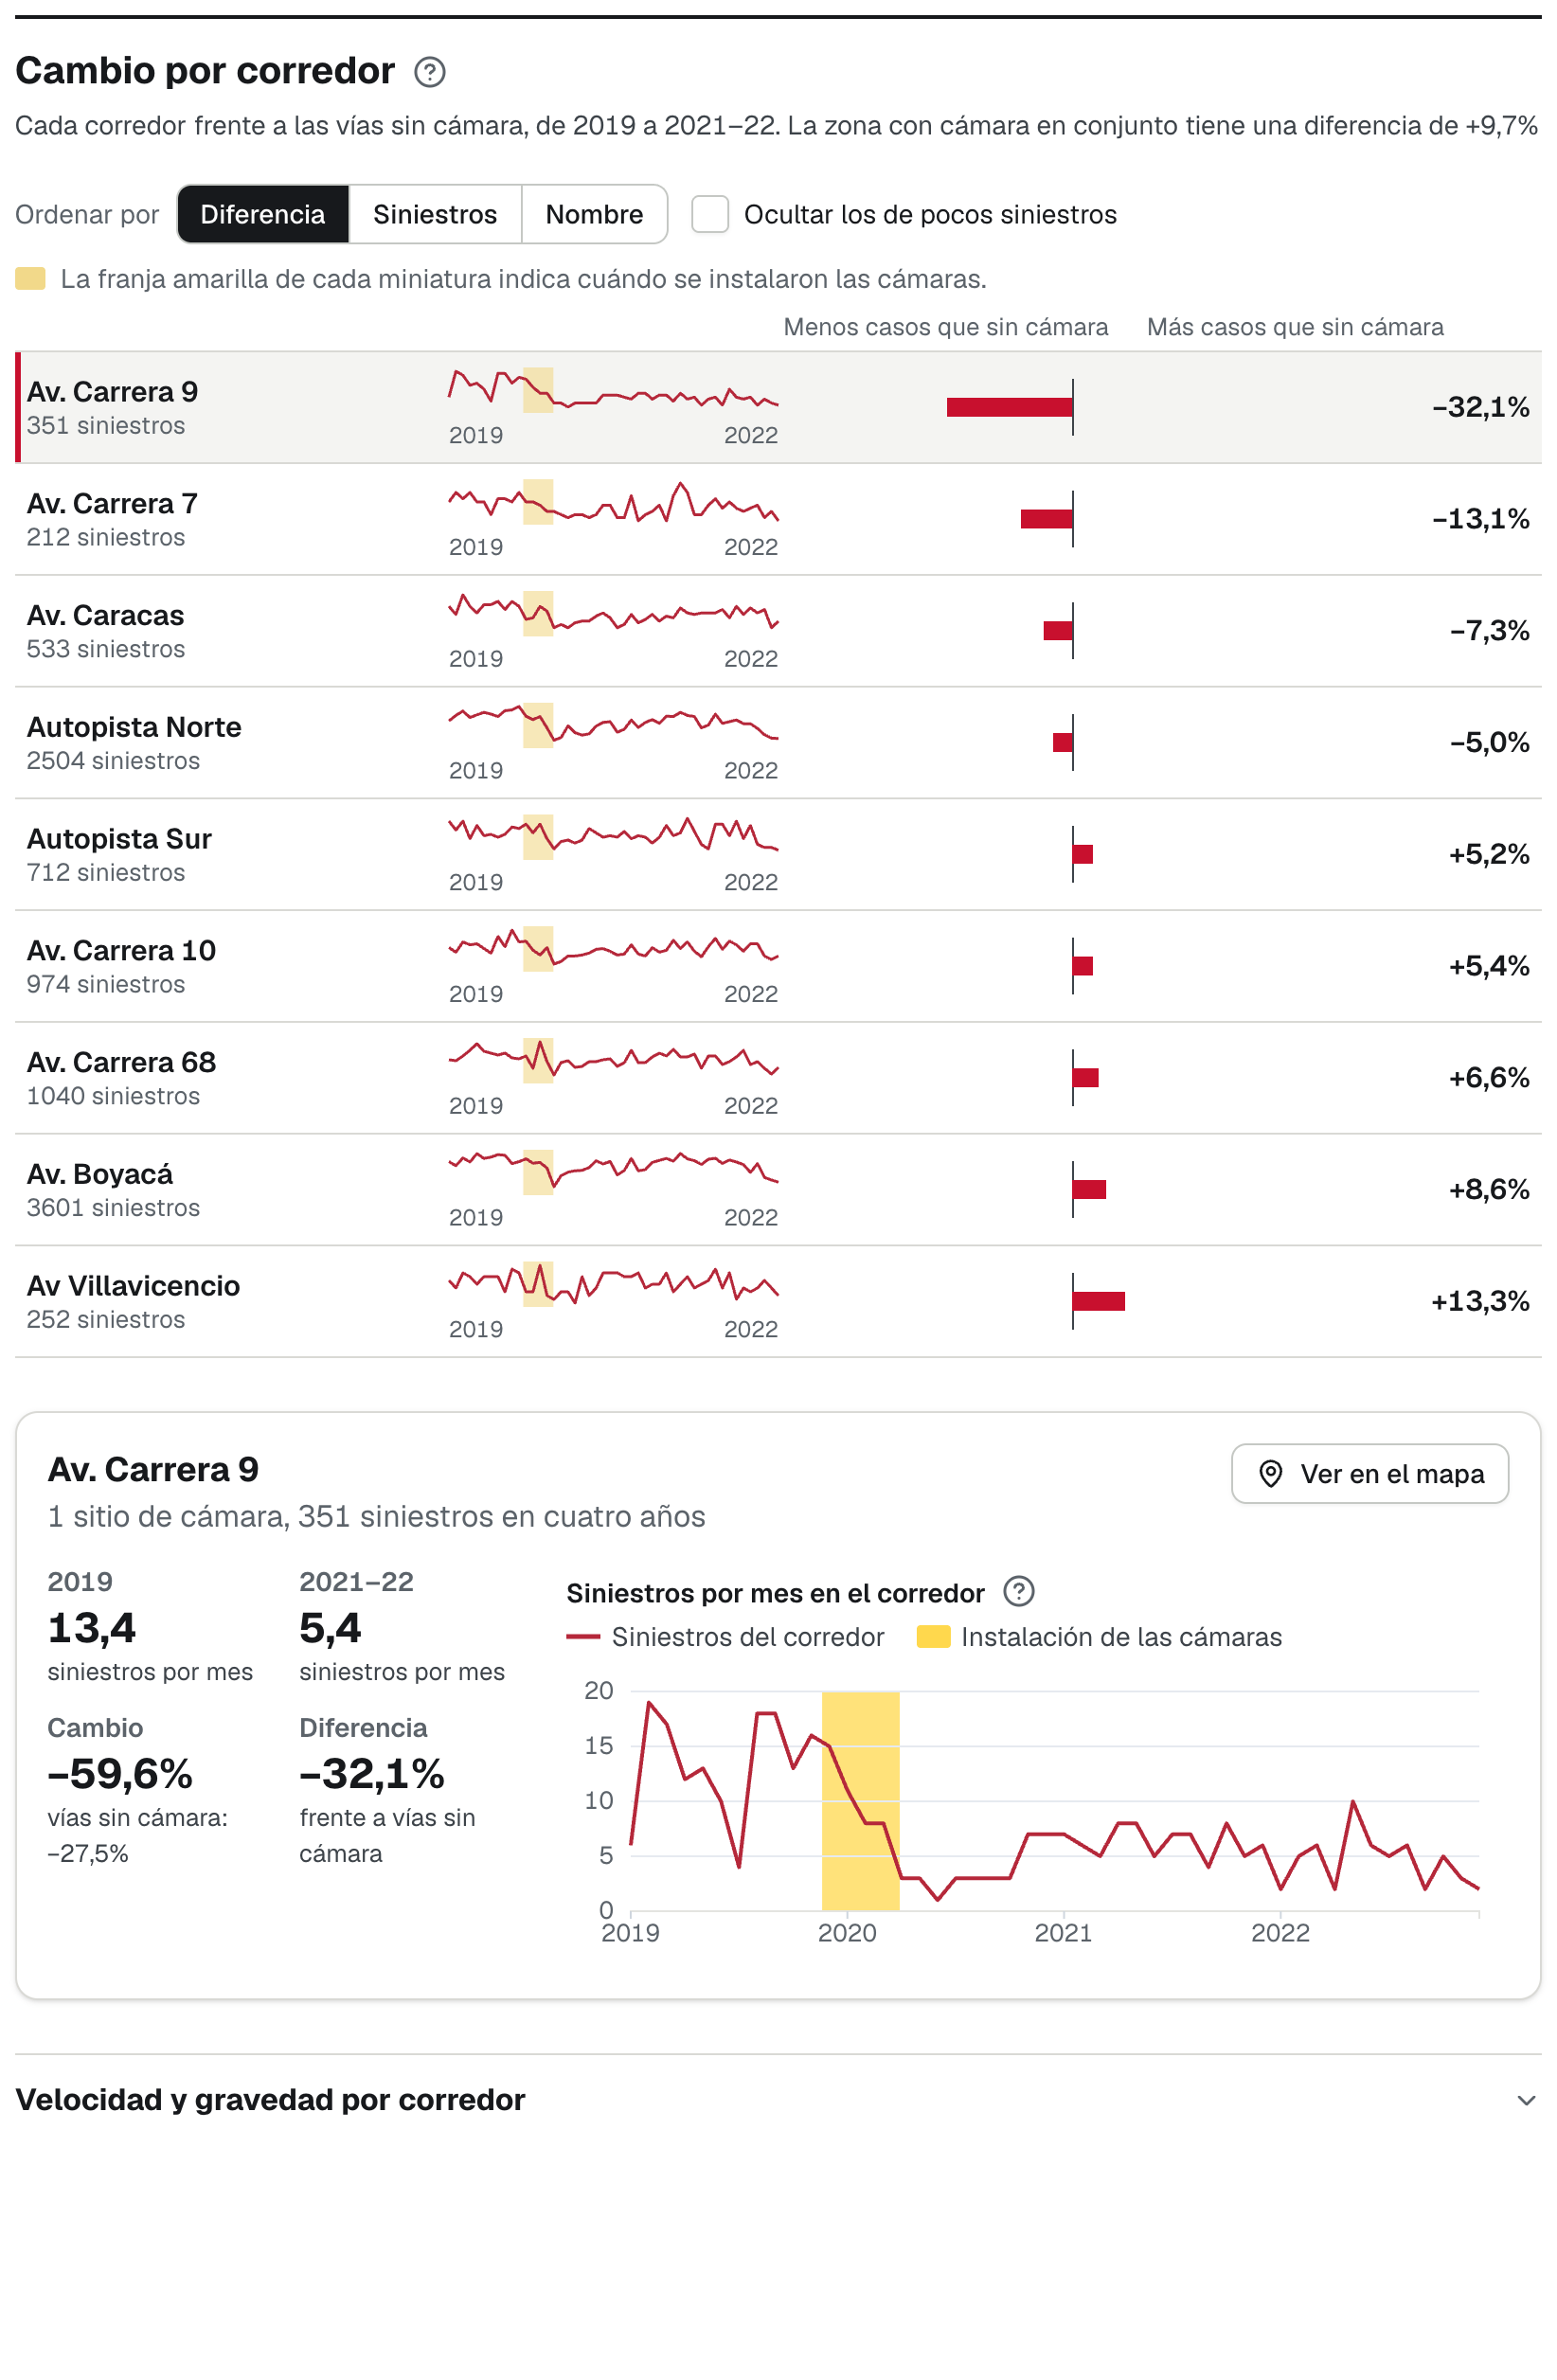 Cambio por corredor
Cada corredor frente a las vías sin cámara, de 2019 a 2021–22. La zona con cámara en conjunto tiene una diferencia de +9,7%
Ordenar por Diferencia Siniestros Nombre Ocultar los de pocos siniestros
La franja amarilla de cada miniatura indica cuándo se instalaron las cámaras.
Menos casos que sin cámara Más casos que sin cámara
Av. Carrera 9
351 siniestros
2019 2022
−32,1%
Av. Carrera 7
212 siniestros
2019 2022
−13,1%
Av. Caracas
533 siniestros
2019 2022
−7,3%
Autopista Norte
2504 siniestros
2019 2022
−5,0%
Autopista Sur
712 siniestros
2019 2022
+5,2%
Av. Carrera 10
974 siniestros
2019 2022
+5,4%
Av. Carrera 68
1040 siniestros
2019 2022
+6,6%
Av. Boyacá
3601 siniestros
2019 2022
+8,6%
Av Villavicencio
252 siniestros
2019 2022
+13,3%
Av. Carrera 9
Ver en el mapa
1 sitio de cámara, 351 siniestros en cuatro años
2019
13,4
siniestros por mes
2021–22
5,4
siniestros por mes
Cambio
−59,6%
vías sin cámara:
−27,5%
Diferencia
−32,1%
frente a vías sin
cámara
Siniestros por mes en el corredor
Siniestros del corredor Instalación de las cámaras
20
15
10
5
0
2019 2020 2021 2022
Velocidad y gravedad por corredor